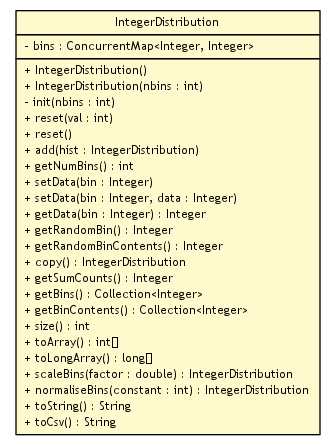 IntegerDistribution
- bins : ConcurrentMap<Integer, Integer>
+ IntegerDistribution()
+ IntegerDistribution(nbins : int)
- init(nbins : int)
+ reset(val : int)
+ reset()
+ add(hist : IntegerDistribution)
+ getNumBins() : int
+ setData(bin : Integer)
+ setData(bin : Integer, data : Integer)
+ getData(bin : Integer) : Integer
+ getRandomBin() : Integer
+ getRandomBinContents() : Integer
+ copy() : IntegerDistribution
+ getSumCounts() : Integer
+ getBins() : Collection<Integer>
+ getBinContents() : Collection<Integer>
+ size() : int
+ toArray() : int[]
+ toLongArray() : long[]
+ scaleBins(factor : double) : IntegerDistribution
+ normaliseBins(constant : int) : IntegerDistribution
+ toString() : String
+ toCsv() : String